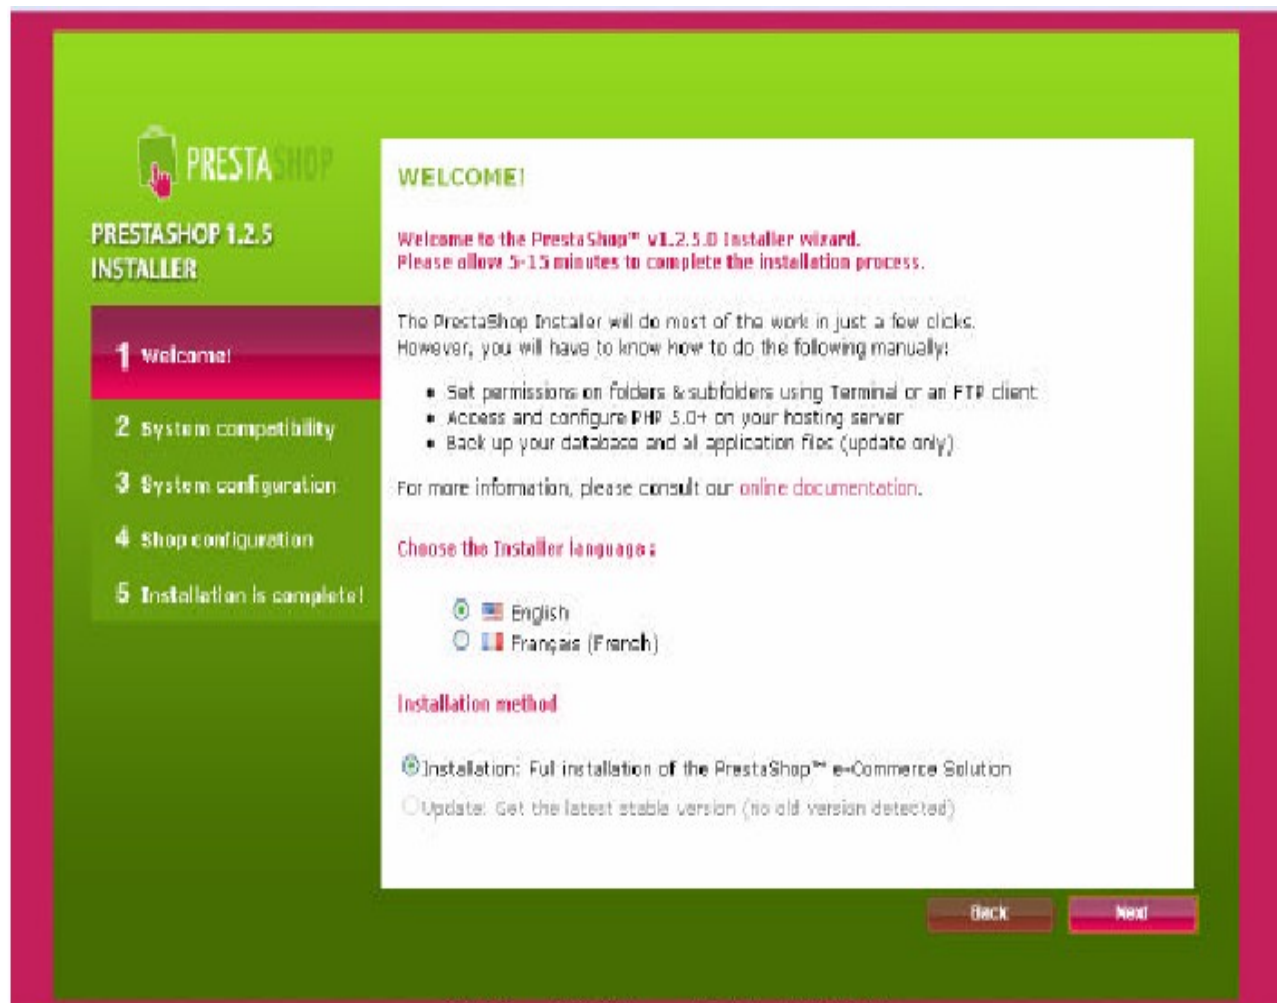 PRESTASHOP
PRESTASHOP 1.2.5
INSTALLER
1 Welcome!
2 System compatibility
3 System configuration
4 Shop configuration
5 Installation is complete!
WELCOME!
Welcome to the PrestaShop™ v1.2.5.0 Installer wizard.
Please allow 5-15 minutes to complete the installation process.
The PrestaShop Installer will do most of the work in just a few clicks.
However, you will have to know how to do the following manually:
• Set permissions on folders & subfolders using Terminal or an FTP client
• Access and configure PHP 5.0+ on your hosting server
• Back up your database and all application files (update only)
For more information, please consult our online documentation.
Choose the Installer language :
English
Français (French)
Installation method
Installation: Full installation of the PrestaShop™ e-Commerce Solution
Update: Get the latest stable version (no old version detected)
Back
Next